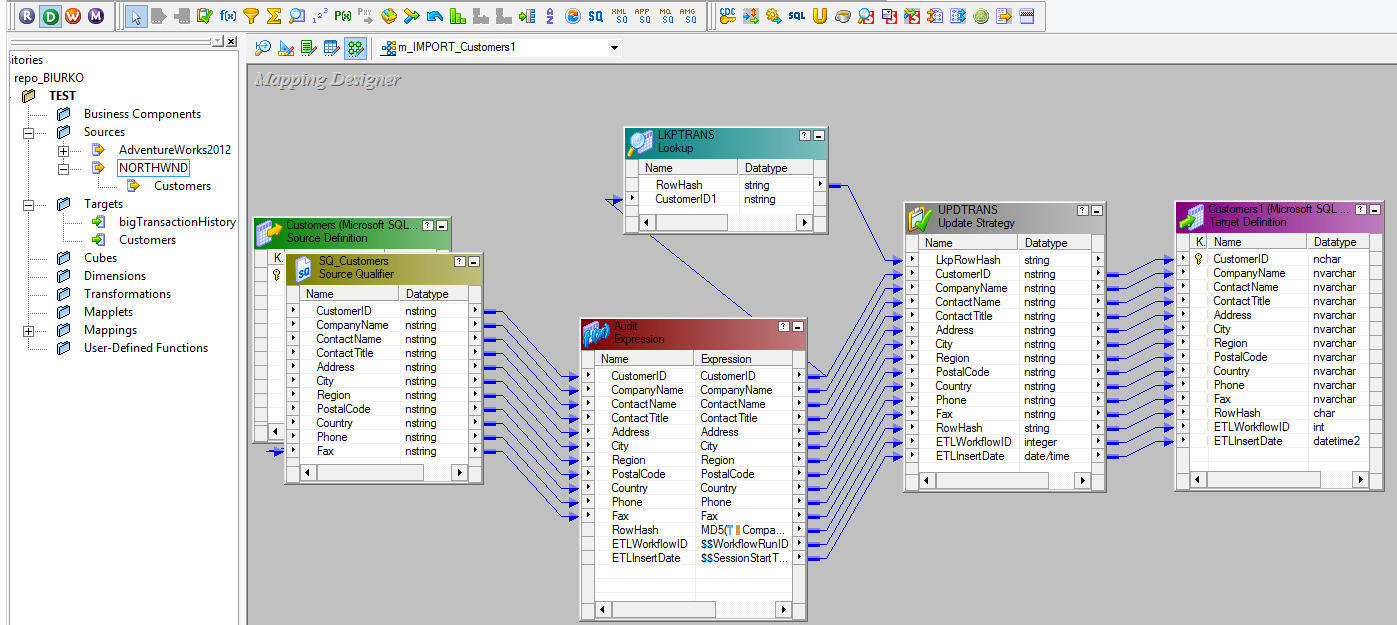 R D W M
f(x) Σ 1 2 3 P(x) Pxy A Z SQ XML SQ APP SQ MQ SQ AMG SQ CDC SQL U
m_IMPORT_Customers1
itories
repo_BIURKO
TEST
Business Components
Sources
AdventureWorks2012
NORTHWND
Customers
Targets
bigTransactionHistory
Customers
Cubes
Dimensions
Transformations
Mapplets
Mappings
User-Defined Functions
Mapping Designer
Customers (Microsoft SQL...
Source Definition
K.
SQ_Customers
Source Qualifier
Name Datatype
CustomerID nstring
CompanyName nstring
ContactName nstring
ContactTitle nstring
Address nstring
City nstring
Region nstring
PostalCode nstring
Country nstring
Phone nstring
Fax nstring
LKPTRANS
Lookup
Name Datatype
RowHash string
CustomerID1 nstring
Audit
Expression
Name Expression
CustomerID CustomerID
CompanyName CompanyName
ContactName ContactName
ContactTitle ContactTitle
Address Address
City City
Region Region
PostalCode PostalCode
Country Country
Phone Phone
Fax Fax
RowHash MD5(T Compa...
ETLWorkflowID $$WorkflowRunID
ETLInsertDate $$SessionStartT...
UPDTRANS
Update Strategy
Name Datatype
LkpRowHash string
CustomerID nstring
CompanyName nstring
ContactName nstring
ContactTitle nstring
Address nstring
City nstring
Region nstring
PostalCode nstring
Country nstring
Phone nstring
Fax nstring
RowHash string
ETLWorkflowID integer
ETLInsertDate date/time
Customers1 (Microsoft SQL ...
Target Definition
K. Name Datatype
CustomerID nchar
CompanyName nvarchar
ContactName nvarchar
ContactTitle nvarchar
Address nvarchar
City nvarchar
Region nvarchar
PostalCode nvarchar
Country nvarchar
Phone nvarchar
Fax nvarchar
RowHash char
ETLWorkflowID int
ETLInsertDate datetime2